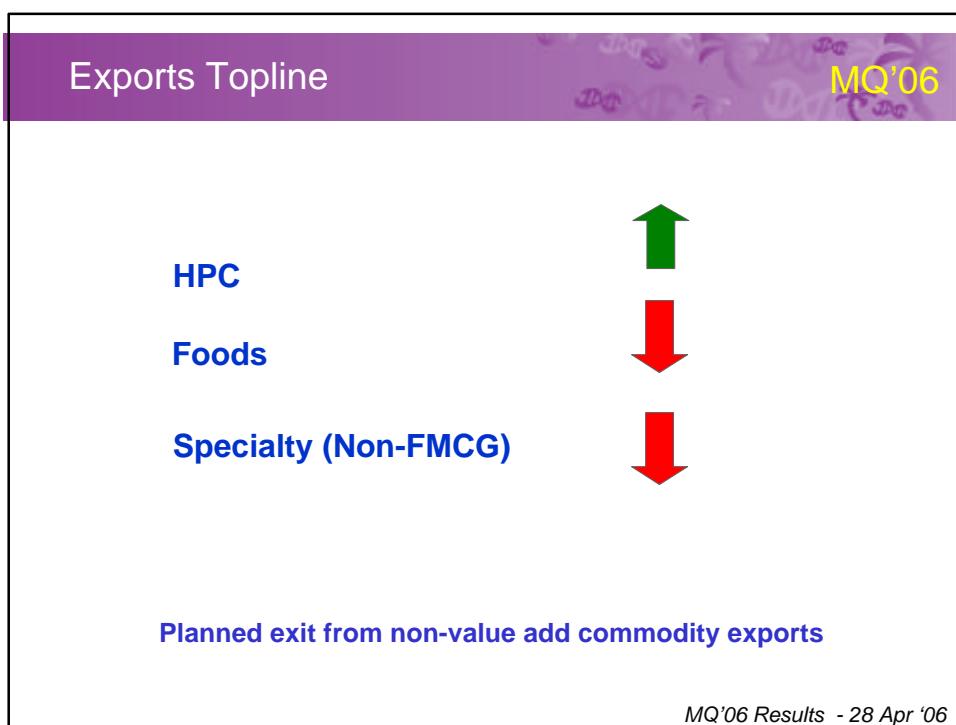 Exports Topline
MQ’06
HPC
Foods
Specialty (Non-FMCG)
Planned exit from non-value add commodity exports
MQ’06 Results - 28 Apr ‘06